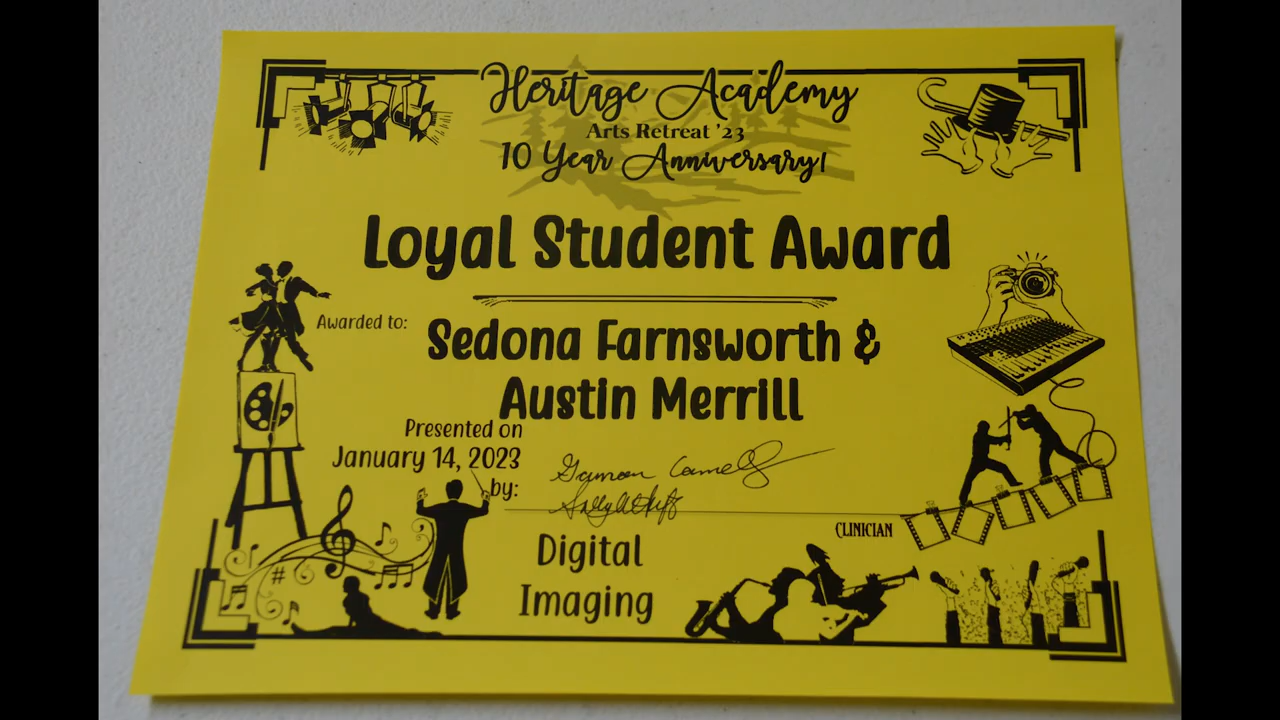 Heritage Academy
Arts Retreat '23
10 Year Anniversary!
Loyal Student Award
Awarded to:
Sedona Farnsworth &
Austin Merrill
Presented on
January 14, 2023
by:
CLINICIAN
Digital
Imaging